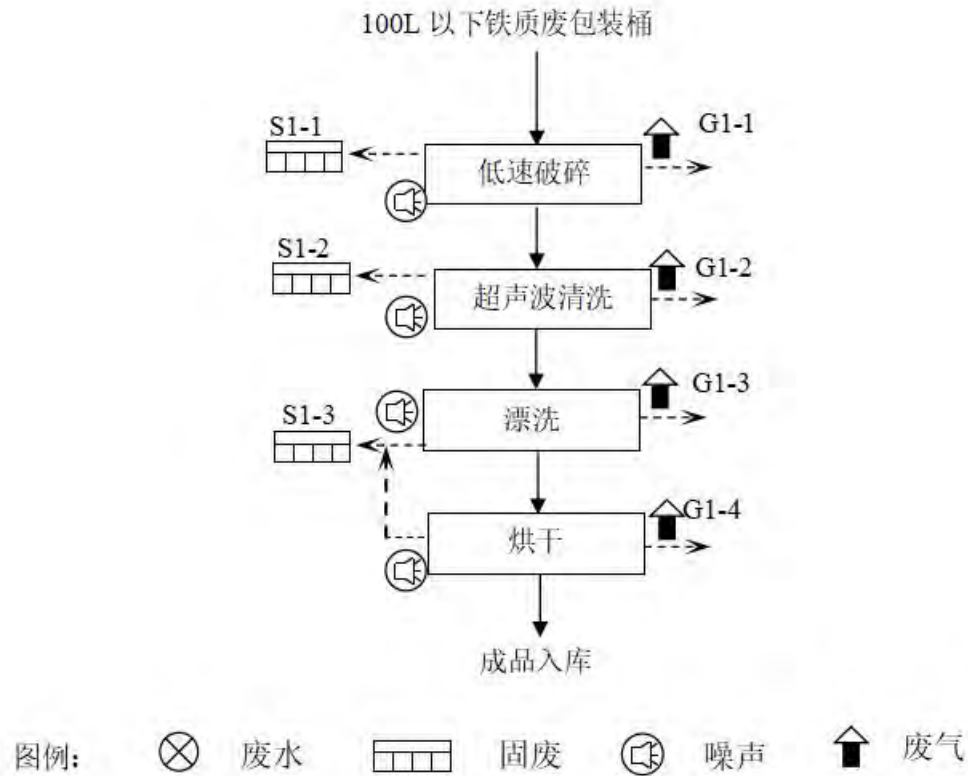 100L 以下铁质废包装桶
S1-1
G1-1
低速破碎
S1-2
G1-2
超声波清洗
S1-3
G1-3
漂洗
G1-4
烘干
成品入库
图例: 废水 固废 噪声 废气